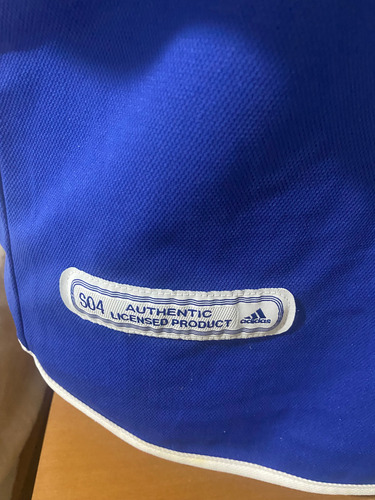 S04
AUTHENTIC
LICENSED PRODUCT
adidas